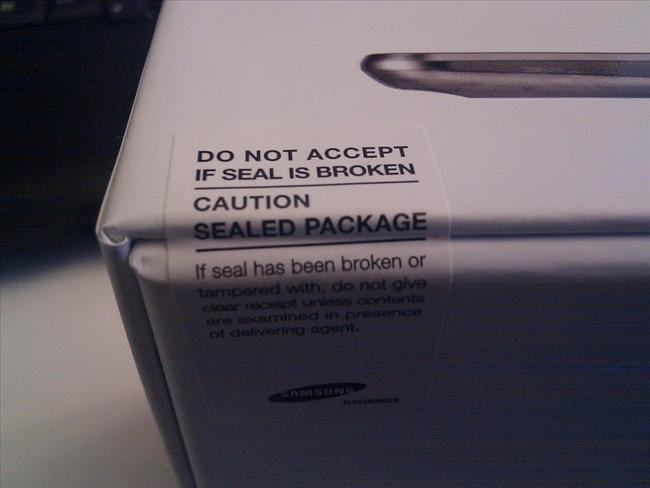 DO NOT ACCEPT
IF SEAL IS BROKEN
CAUTION
SEALED PACKAGE
If seal has been broken or
tampered with, do not give
clear receipt unless contents
are examined in presence
of delivering agent.
SAMSUNG
ELECTRONICS